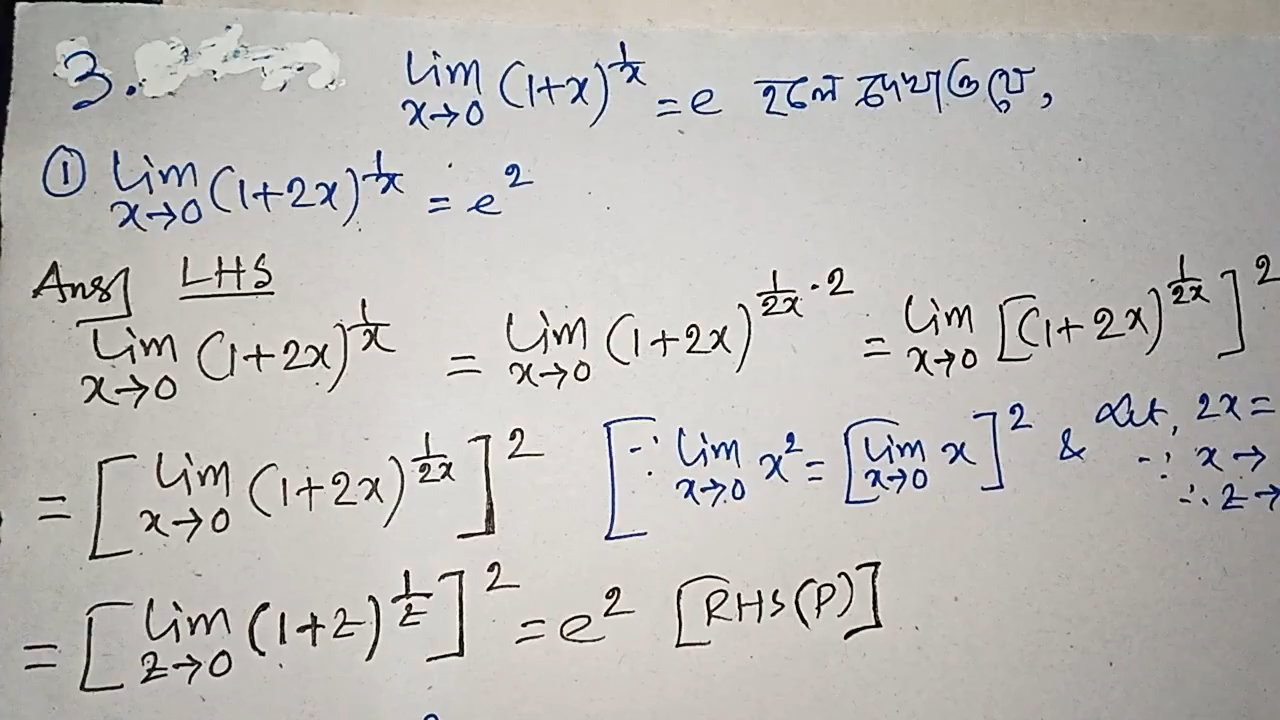 3. lim x→0 (1+x)^(1/x) = e হলে দেখাও যে,
① lim x→0 (1+2x)^(1/x) = e^2
Ans] LHS
lim x→0 (1+2x)^(1/x) = lim x→0 (1+2x)^(1/2x · 2) = lim x→0 [(1+2x)^(1/2x)]^2
= [lim x→0 (1+2x)^(1/2x)]^2 [∵ lim x→0 x^2 = [lim x→0 x]^2 & Let, 2x =
∵ x→
∴ z→
= [lim z→0 (1+z)^(1/z)]^2 = e^2 [RHS(P)]